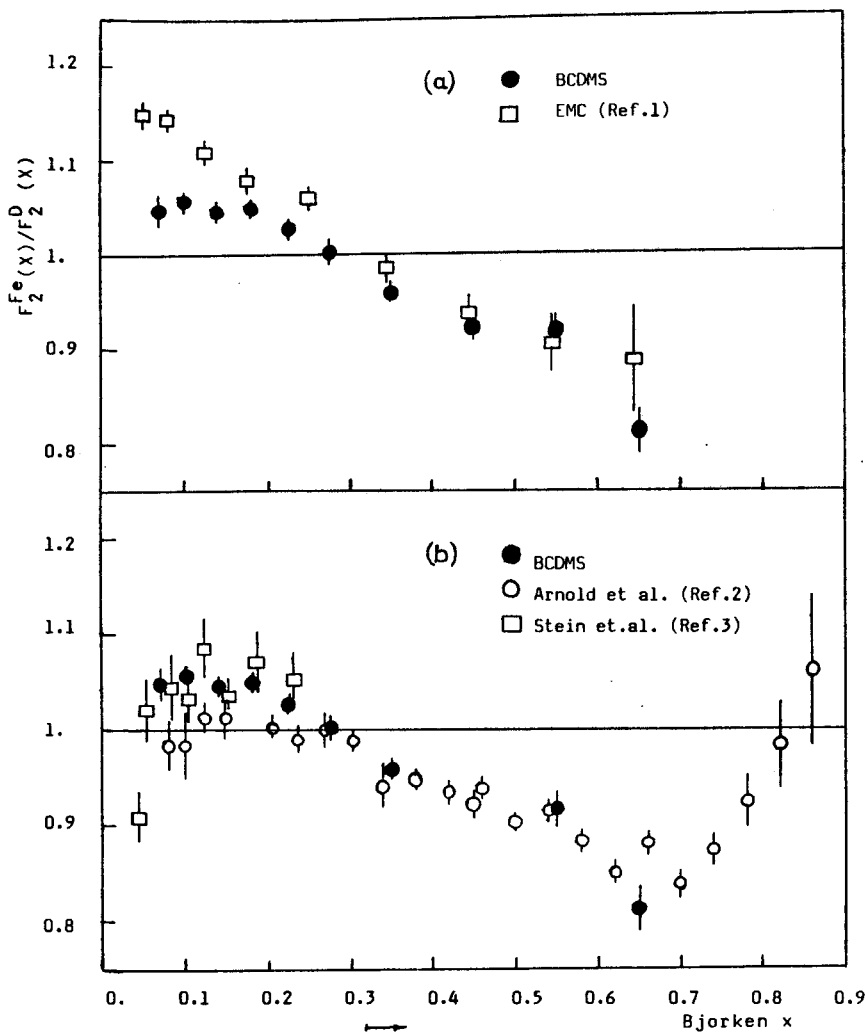 F₂ᶠᵉ(X)/F₂ᴰ (X)
1.2
1.1
1.
0.9
0.8
(a)
BCDMS
EMC (Ref.1)
1.2
1.1
1.
0.9
0.8
(b)
BCDMS
Arnold et al. (Ref.2)
Stein et.al. (Ref.3)
0. 0.1 0.2 0.3 0.4 0.5 0.6 0.7 0.8 0.9
Bjorken x